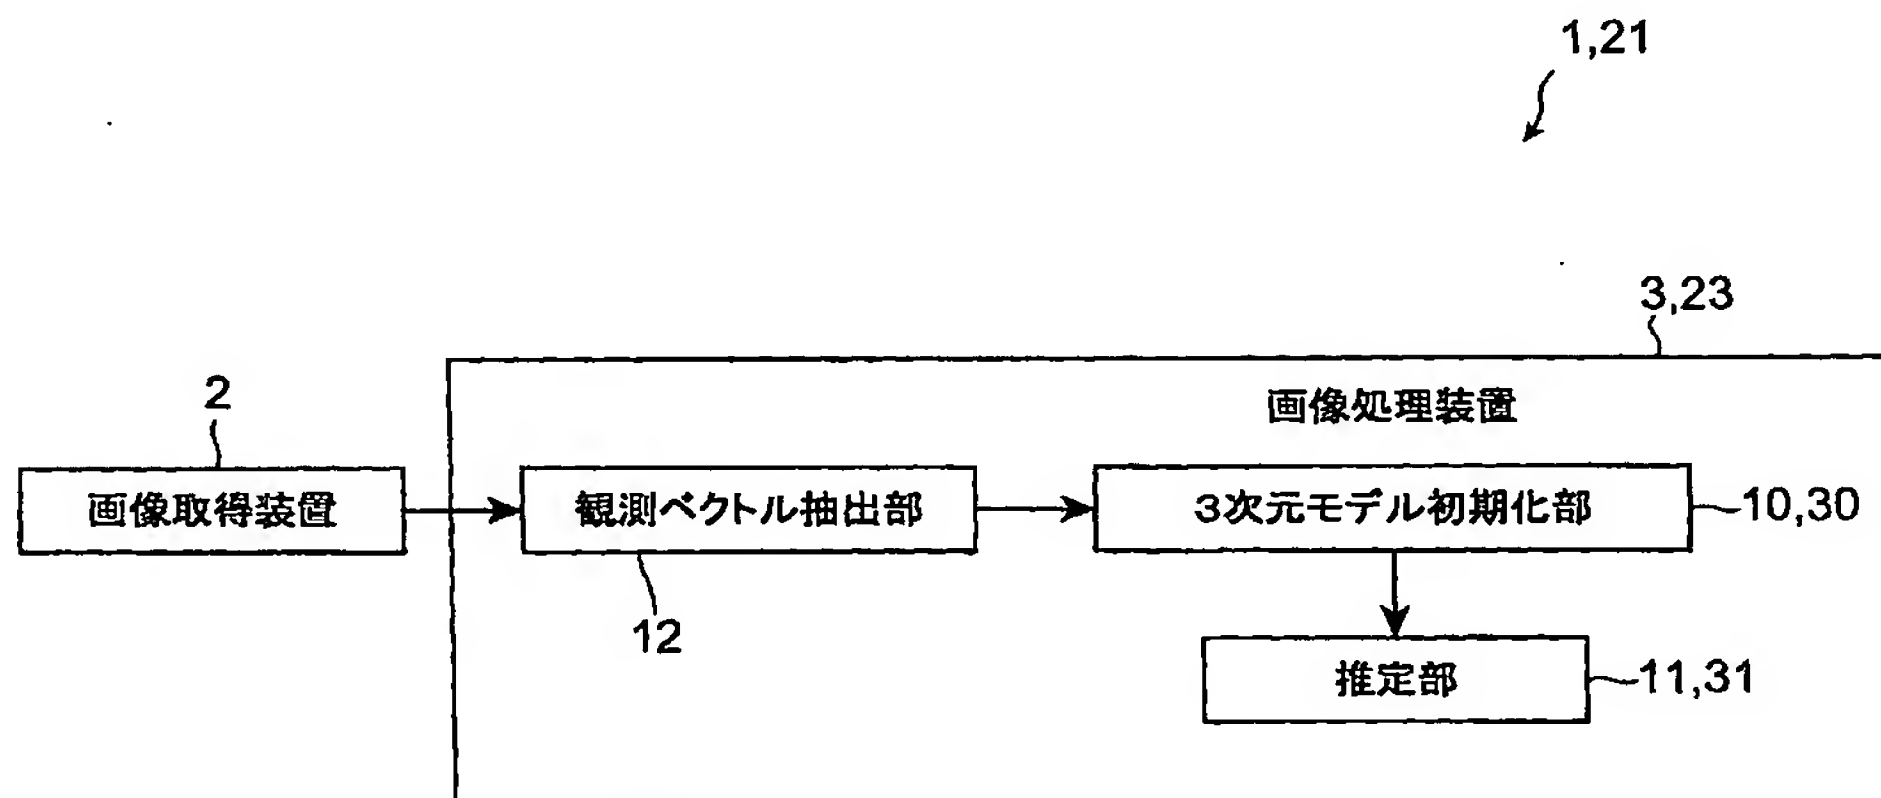 1,21
3,23
画像処理装置
2
画像取得装置
観測ベクトル抽出部
3次元モデル初期化部
10,30
12
推定部
11,31